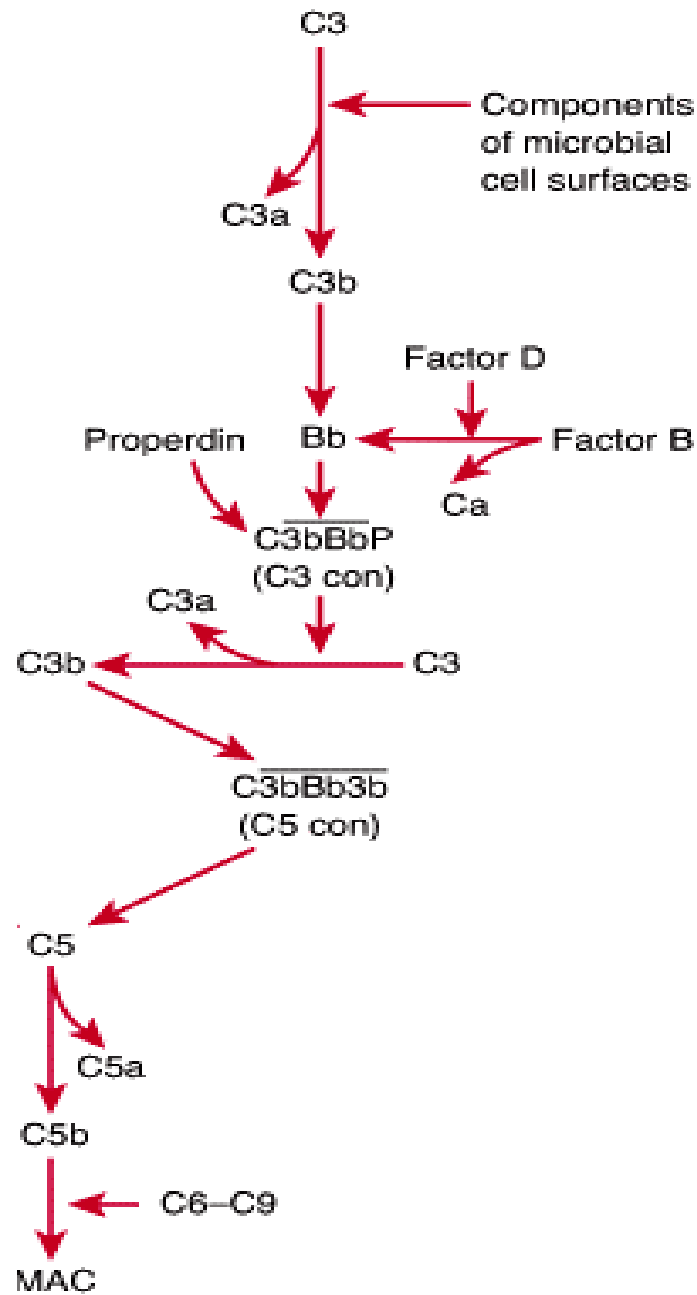 C3
Components
of microbial
cell surfaces
C3a
C3b
Factor D
Properdin
Bb
Factor B
Ca
C3bBbP
(C3 con)
C3a
C3b
C3
C3bBb3b
(C5 con)
C5
C5a
C5b
C6–C9
MAC